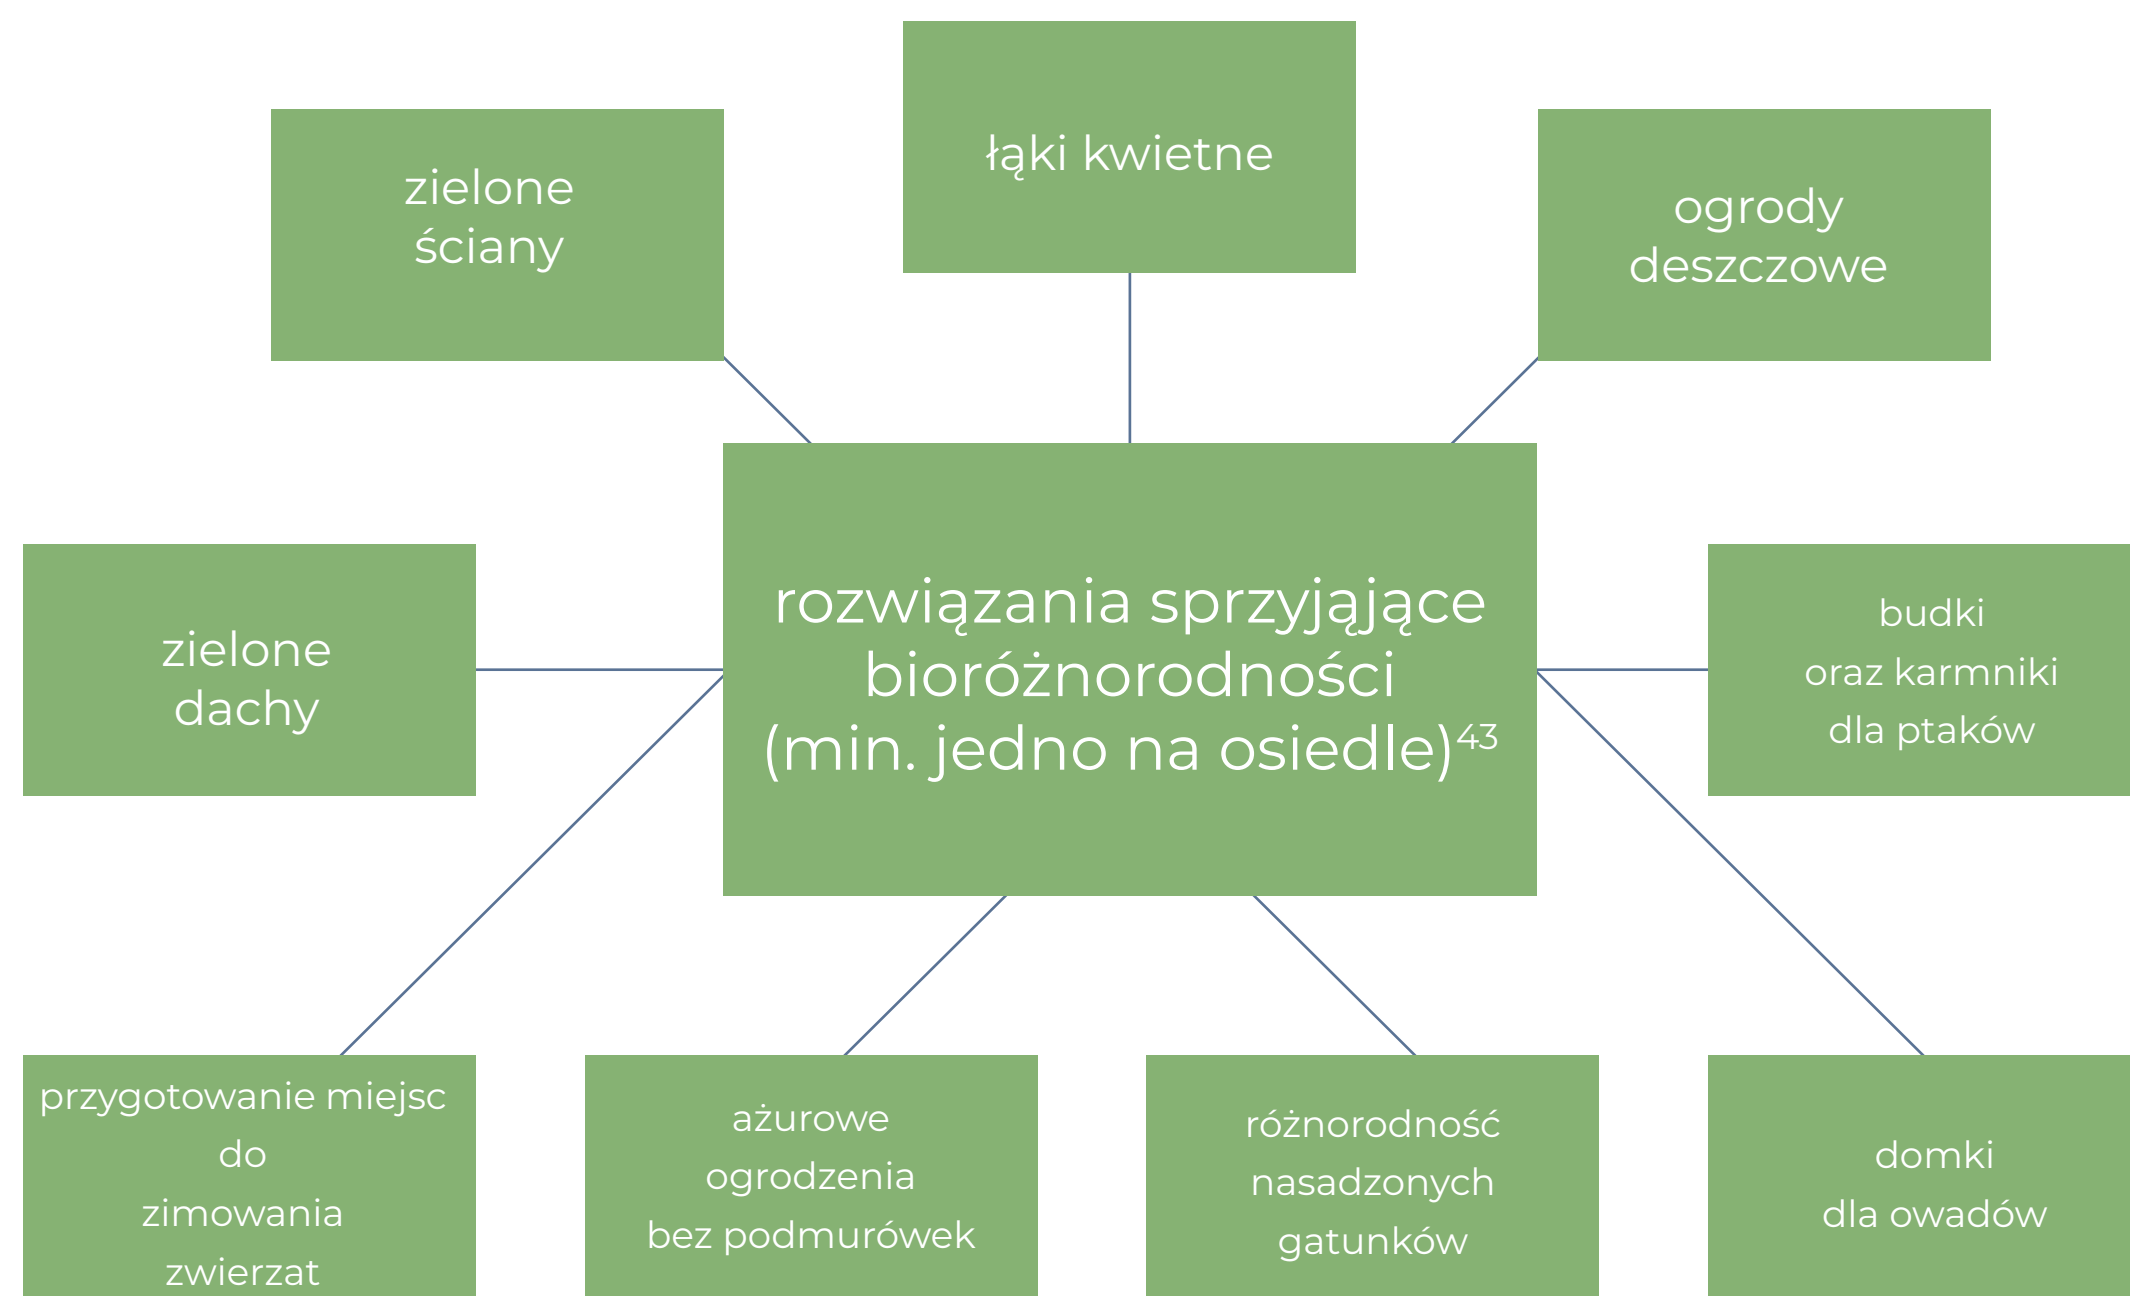 łąki kwietne
zielone
ściany
ogrody
deszczowe
rozwiązania sprzyjąjące
bioróżnorodności
(min. jedno na osiedle)⁴³
zielone
dachy
budki
oraz karmniki
dla ptaków
przygotowanie miejsc
do
zimowania
zwierzat
ażurowe
ogrodzenia
bez podmurówek
różnorodność
nasadzonych
gatunków
domki
dla owadów